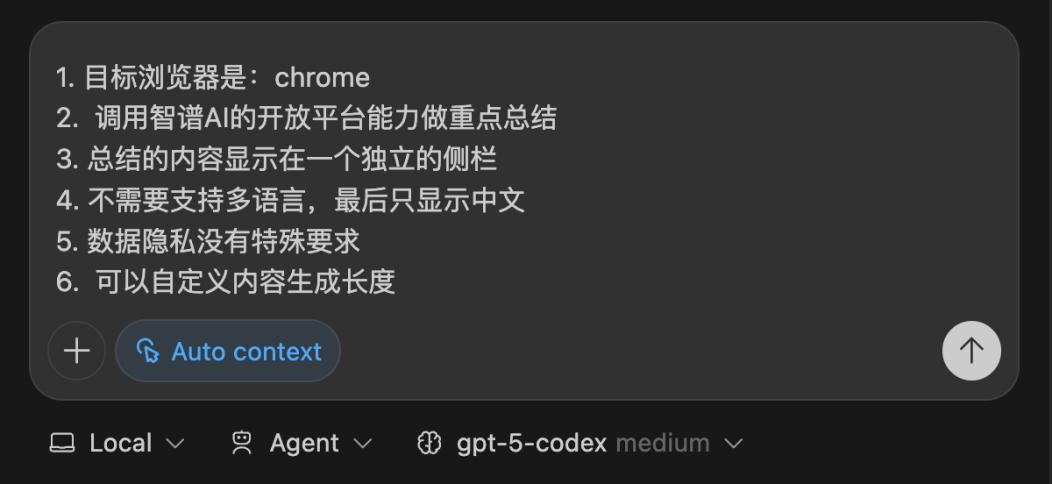 1. 目标浏览器是：chrome
2. 调用智谱AI的开放平台能力做重点总结
3. 总结的内容显示在一个独立的侧栏
4. 不需要支持多语言，最后只显示中文
5. 数据隐私没有特殊要求
6. 可以自定义内容生成长度
Auto context
Local Agent gpt-5-codex medium